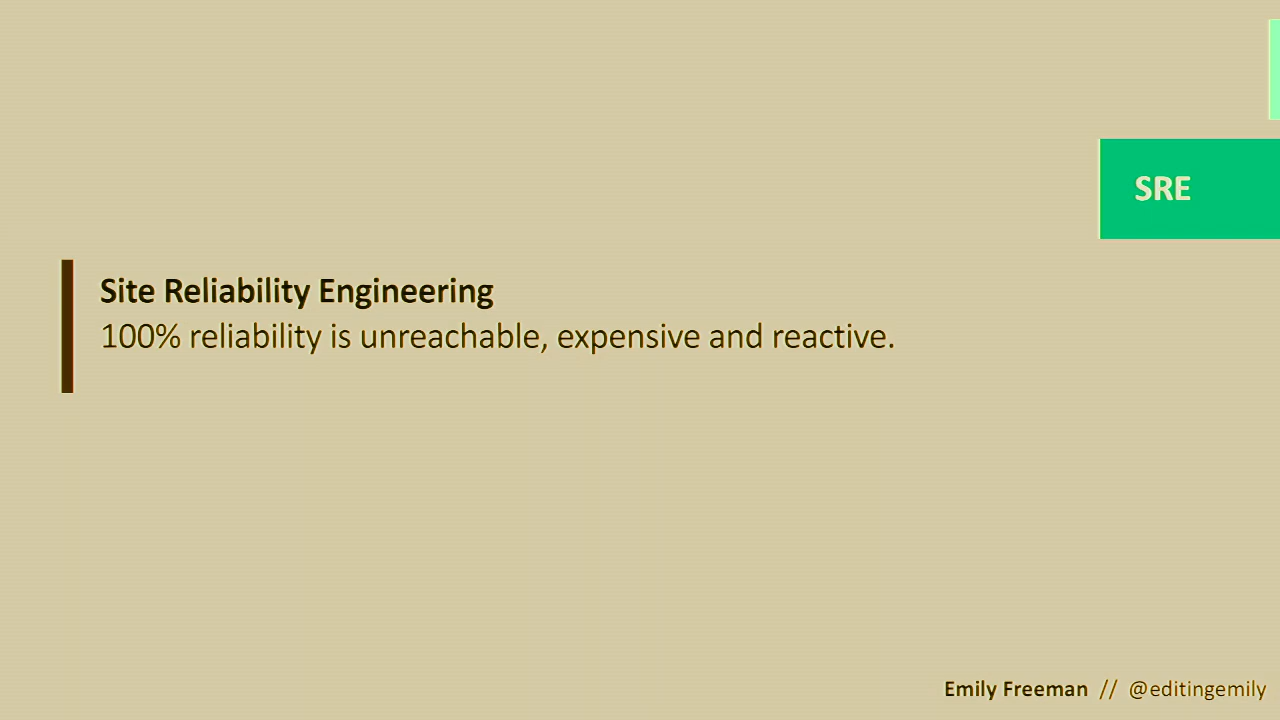 SRE
Site Reliability Engineering
100% reliability is unreachable, expensive and reactive.
Emily Freeman // @editingemily